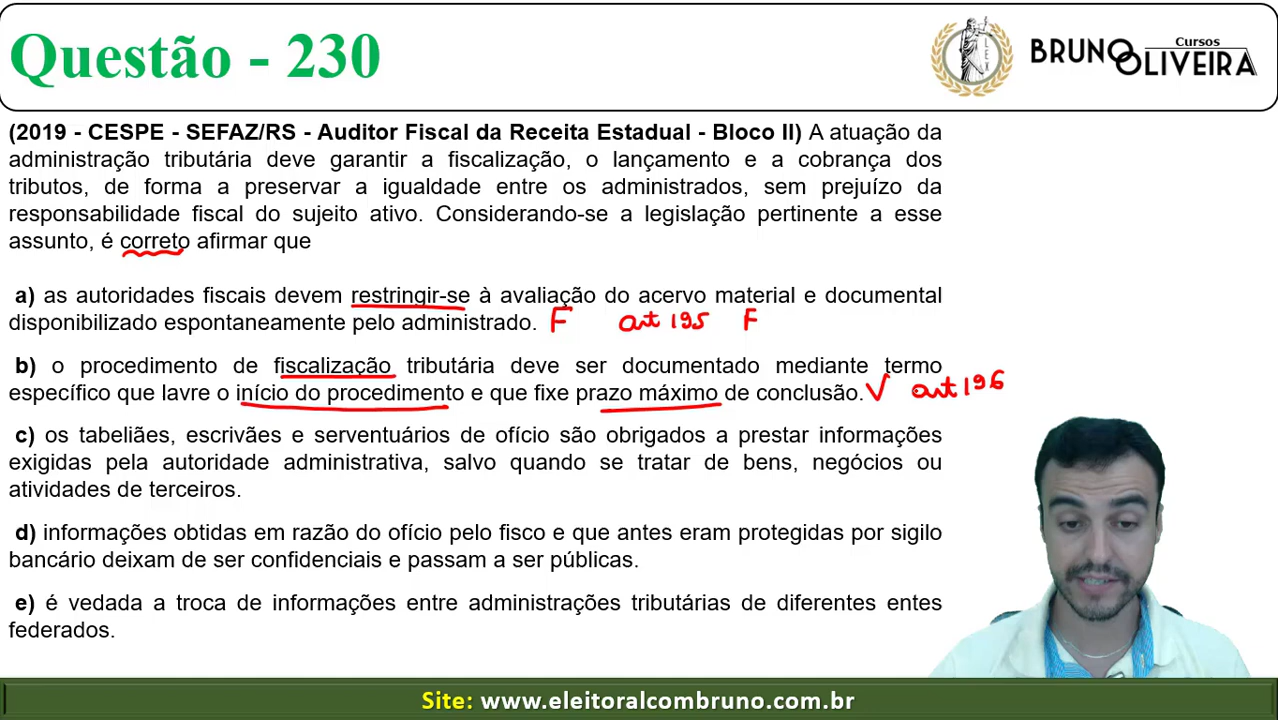 Questão - 230
Cursos
BRUNO
OLIVEIRA
LEX
(2019 - CESPE - SEFAZ/RS - Auditor Fiscal da Receita Estadual - Bloco II) A atuação da
administração tributária deve garantir a fiscalização, o lançamento e a cobrança dos
tributos, de forma a preservar a igualdade entre os administrados, sem prejuízo da
responsabilidade fiscal do sujeito ativo. Considerando-se a legislação pertinente a esse
assunto, é correto afirmar que
a) as autoridades fiscais devem restringir-se à avaliação do acervo material e documental
disponibilizado espontaneamente pelo administrado. F art 195 F
b) o procedimento de fiscalização tributária deve ser documentado mediante termo
específico que lavre o início do procedimento e que fixe prazo máximo de conclusão. V art 196
c) os tabeliães, escrivães e serventuários de ofício são obrigados a prestar informações
exigidas pela autoridade administrativa, salvo quando se tratar de bens, negócios ou
atividades de terceiros.
d) informações obtidas em razão do ofício pelo fisco e que antes eram protegidas por sigilo
bancário deixam de ser confidenciais e passam a ser públicas.
e) é vedada a troca de informações entre administrações tributárias de diferentes entes
federados.
Site: www.eleitoralcombruno.com.br